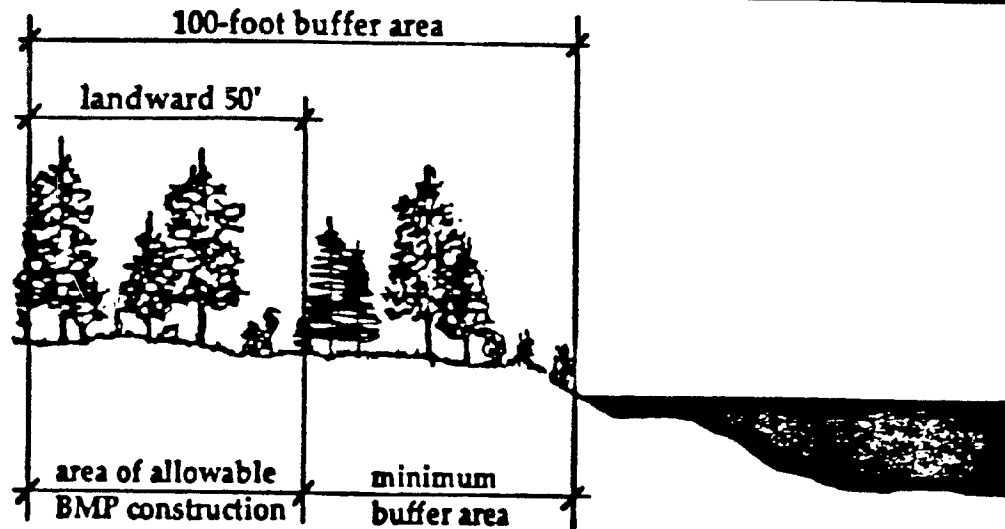 100-foot buffer area
landward 50'
area of allowable
BMP construction
minimum
buffer area